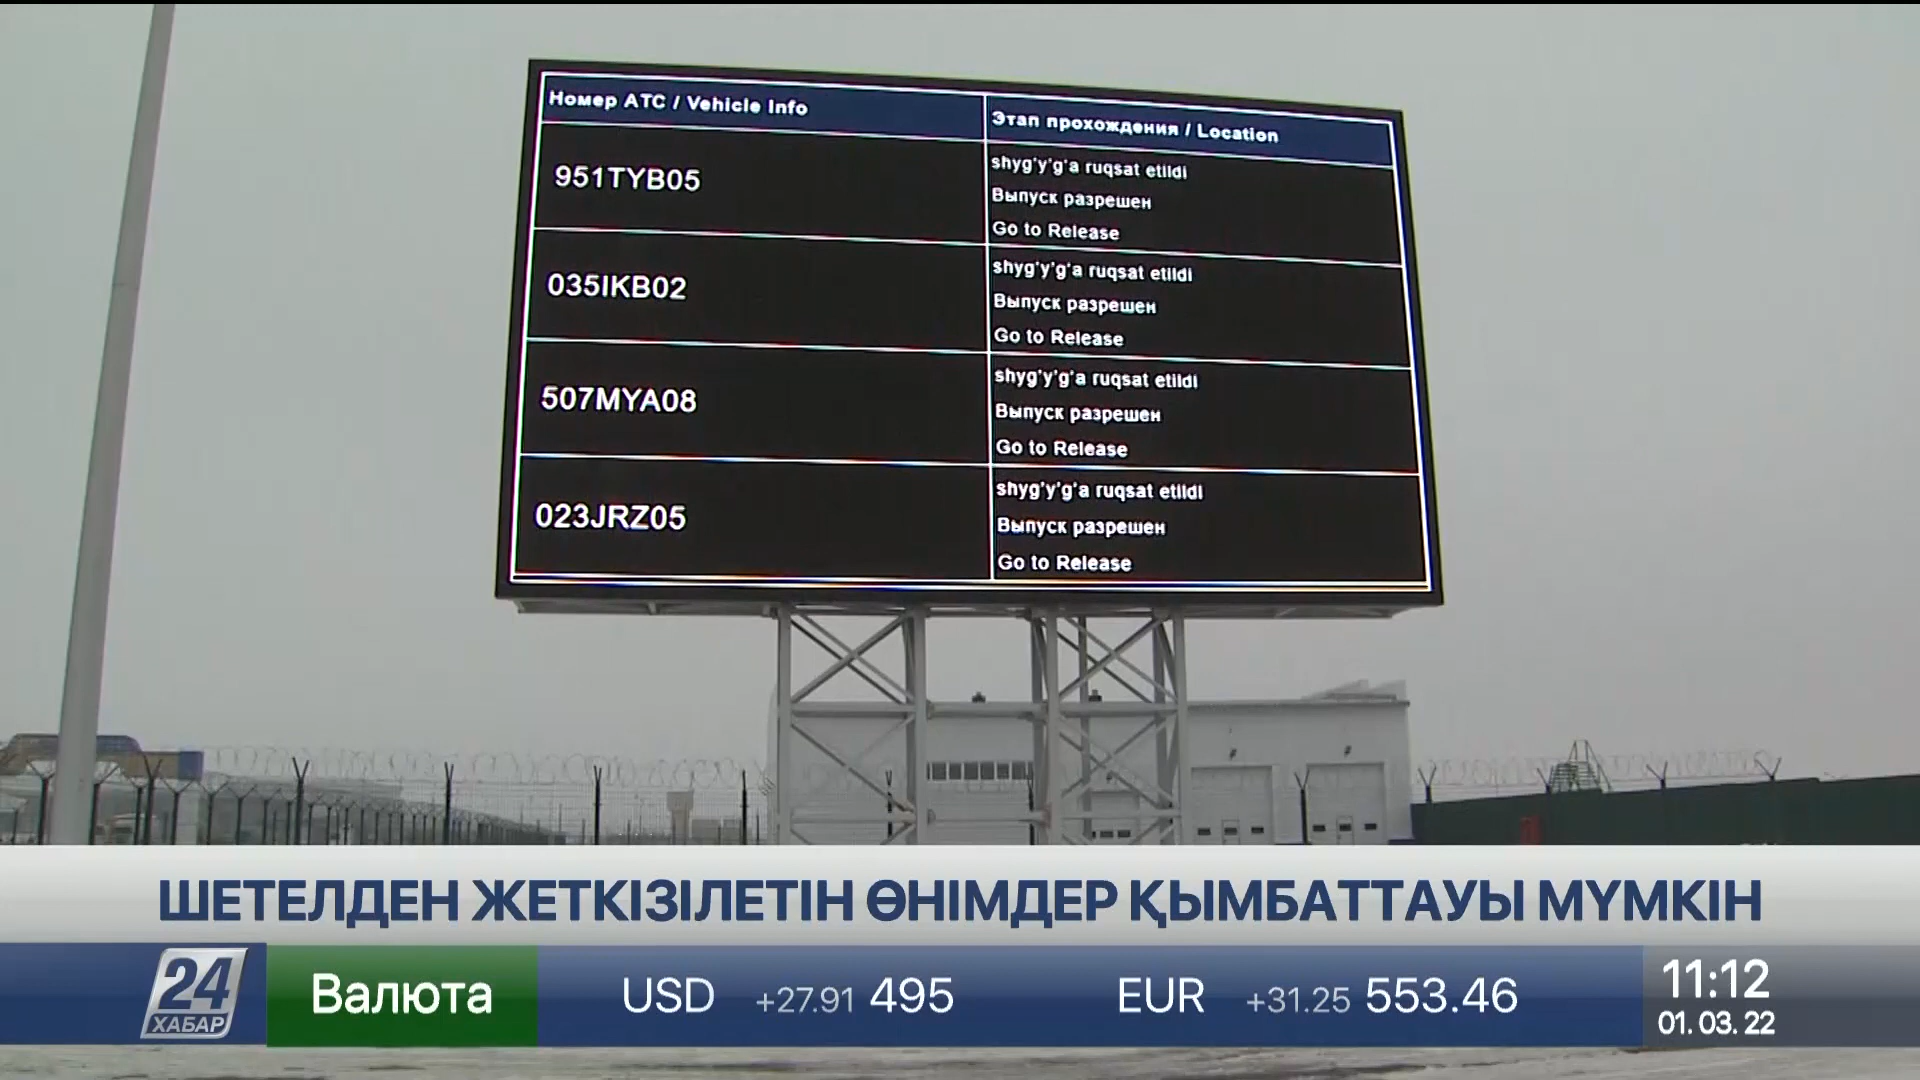 Номер АТС / Vehicle Info
Этап прохождения / Location
951TYB05
shyg'y'g'a ruqsat etildi
Выпуск разрешен
Go to Release
035IKB02
shyg'y'g'a ruqsat etildi
Выпуск разрешен
Go to Release
507MYA08
shyg'y'g'a ruqsat etildi
Выпуск разрешен
Go to Release
023JRZ05
shyg'y'g'a ruqsat etildi
Выпуск разрешен
Go to Release
ШЕТЕЛДЕН ЖЕТКІЗІЛЕТІН ӨНІМДЕР ҚЫМБАТТАУЫ МҮМКІН
24
ХАБАР
Валюта
USD +27.91 495
EUR +31.25 553.46
11:12
01. 03. 22